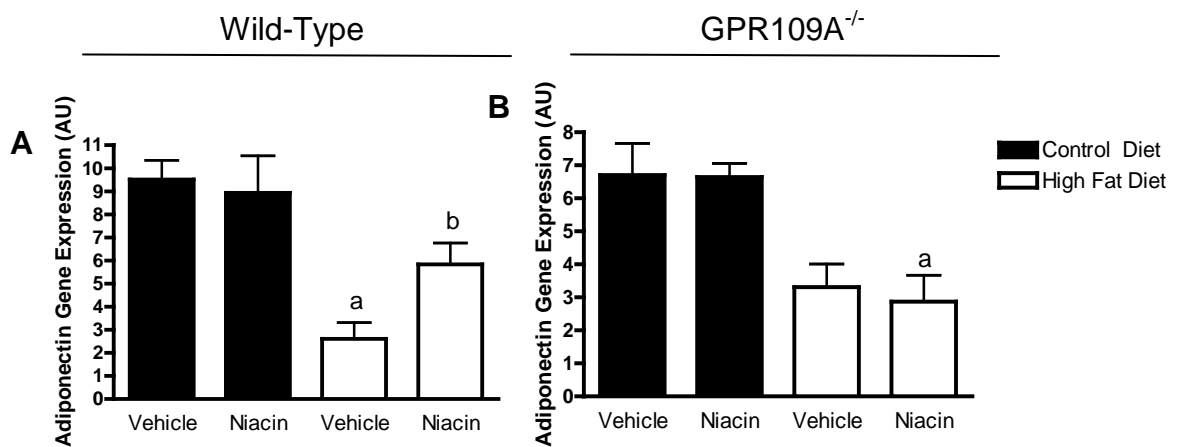 Wild-Type
GPR109A-/-
A
Adiponectin Gene Expression (AU)
11
10
9
8
7
6
5
4
3
2
1
0
a
b
Vehicle Niacin Vehicle Niacin
B
Adiponectin Gene Expression (AU)
8
7
6
5
4
3
2
1
0
a
Vehicle Niacin Vehicle Niacin
Control Diet
High Fat Diet